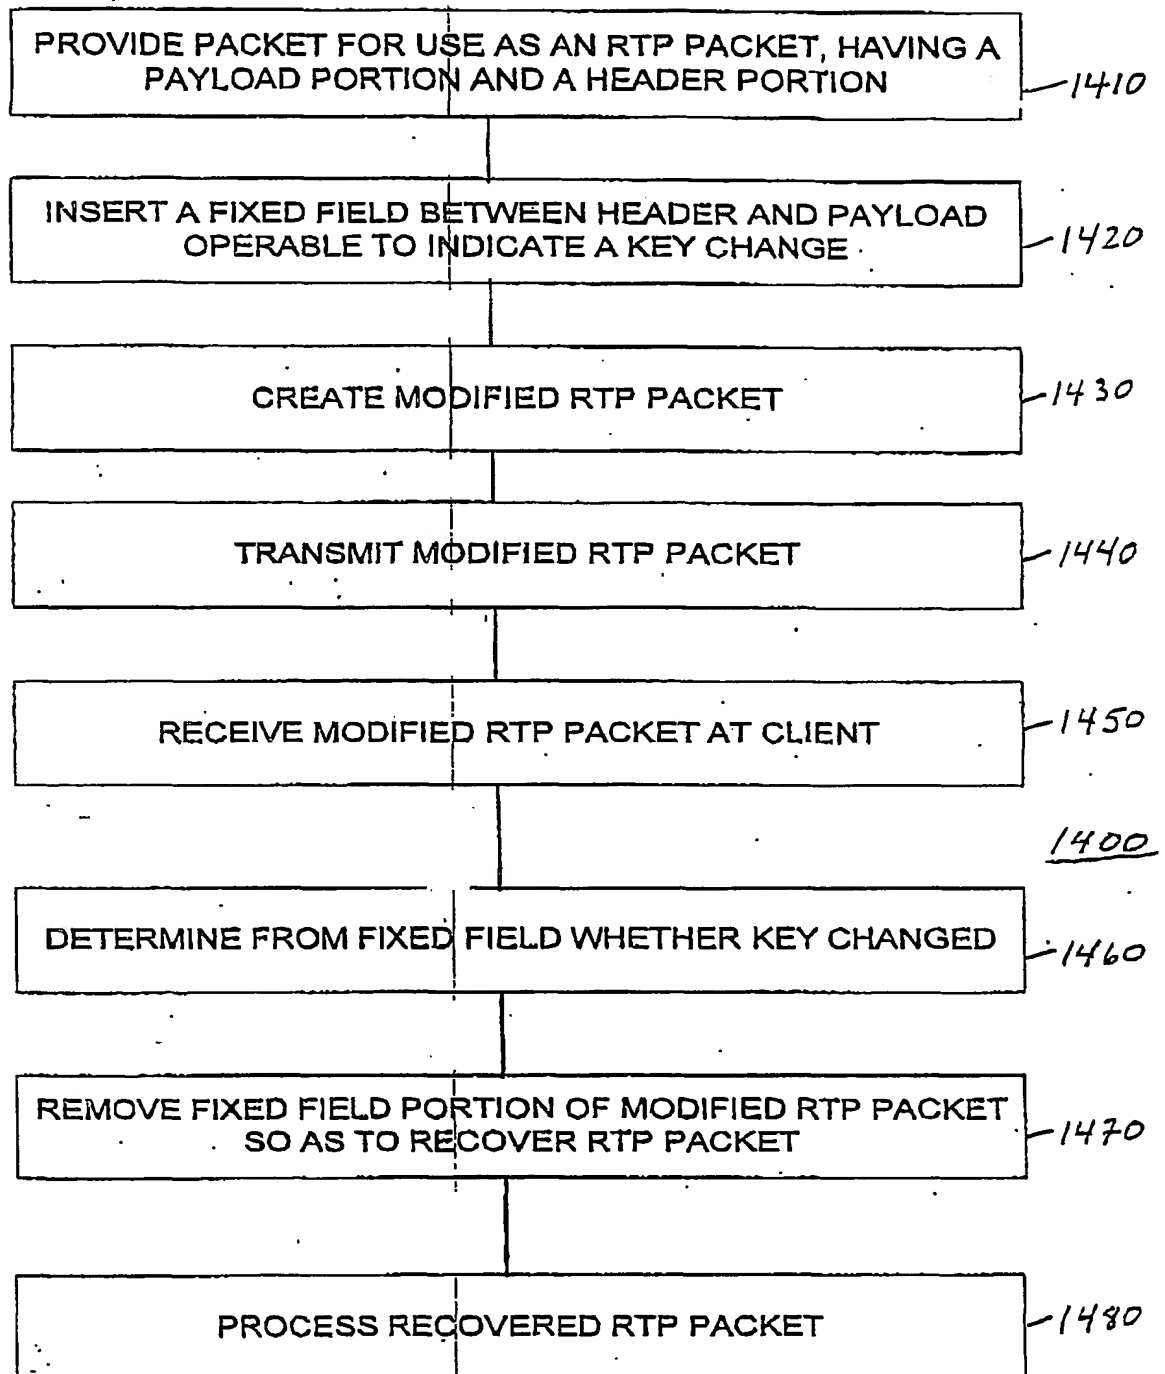 PROVIDE PACKET FOR USE AS AN RTP PACKET, HAVING A
PAYLOAD PORTION AND A HEADER PORTION
1410
INSERT A FIXED FIELD BETWEEN HEADER AND PAYLOAD
OPERABLE TO INDICATE A KEY CHANGE
1420
CREATE MODIFIED RTP PACKET
1430
TRANSMIT MODIFIED RTP PACKET
1440
RECEIVE MODIFIED RTP PACKET AT CLIENT
1450
1400
DETERMINE FROM FIXED FIELD WHETHER KEY CHANGED
1460
REMOVE FIXED FIELD PORTION OF MODIFIED RTP PACKET
SO AS TO RECOVER RTP PACKET
1470
PROCESS RECOVERED RTP PACKET
1480